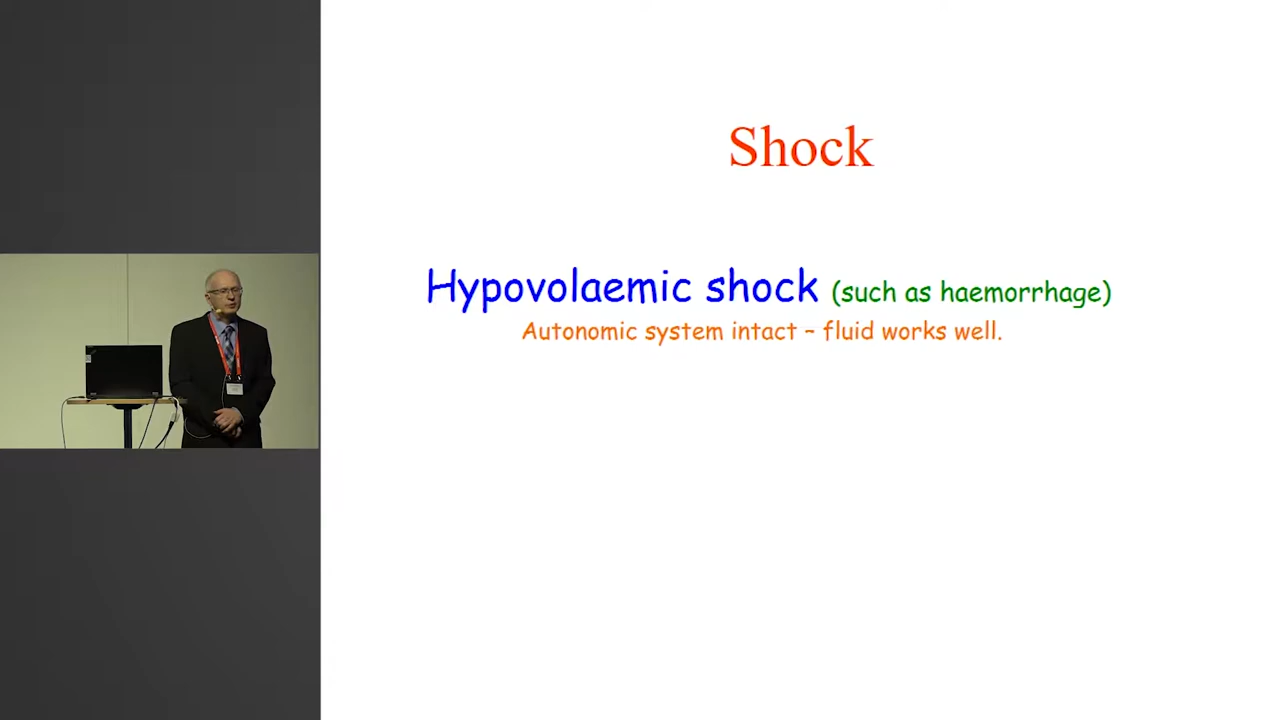 Shock
Hypovolaemic shock (such as haemorrhage)
Autonomic system intact – fluid works well.